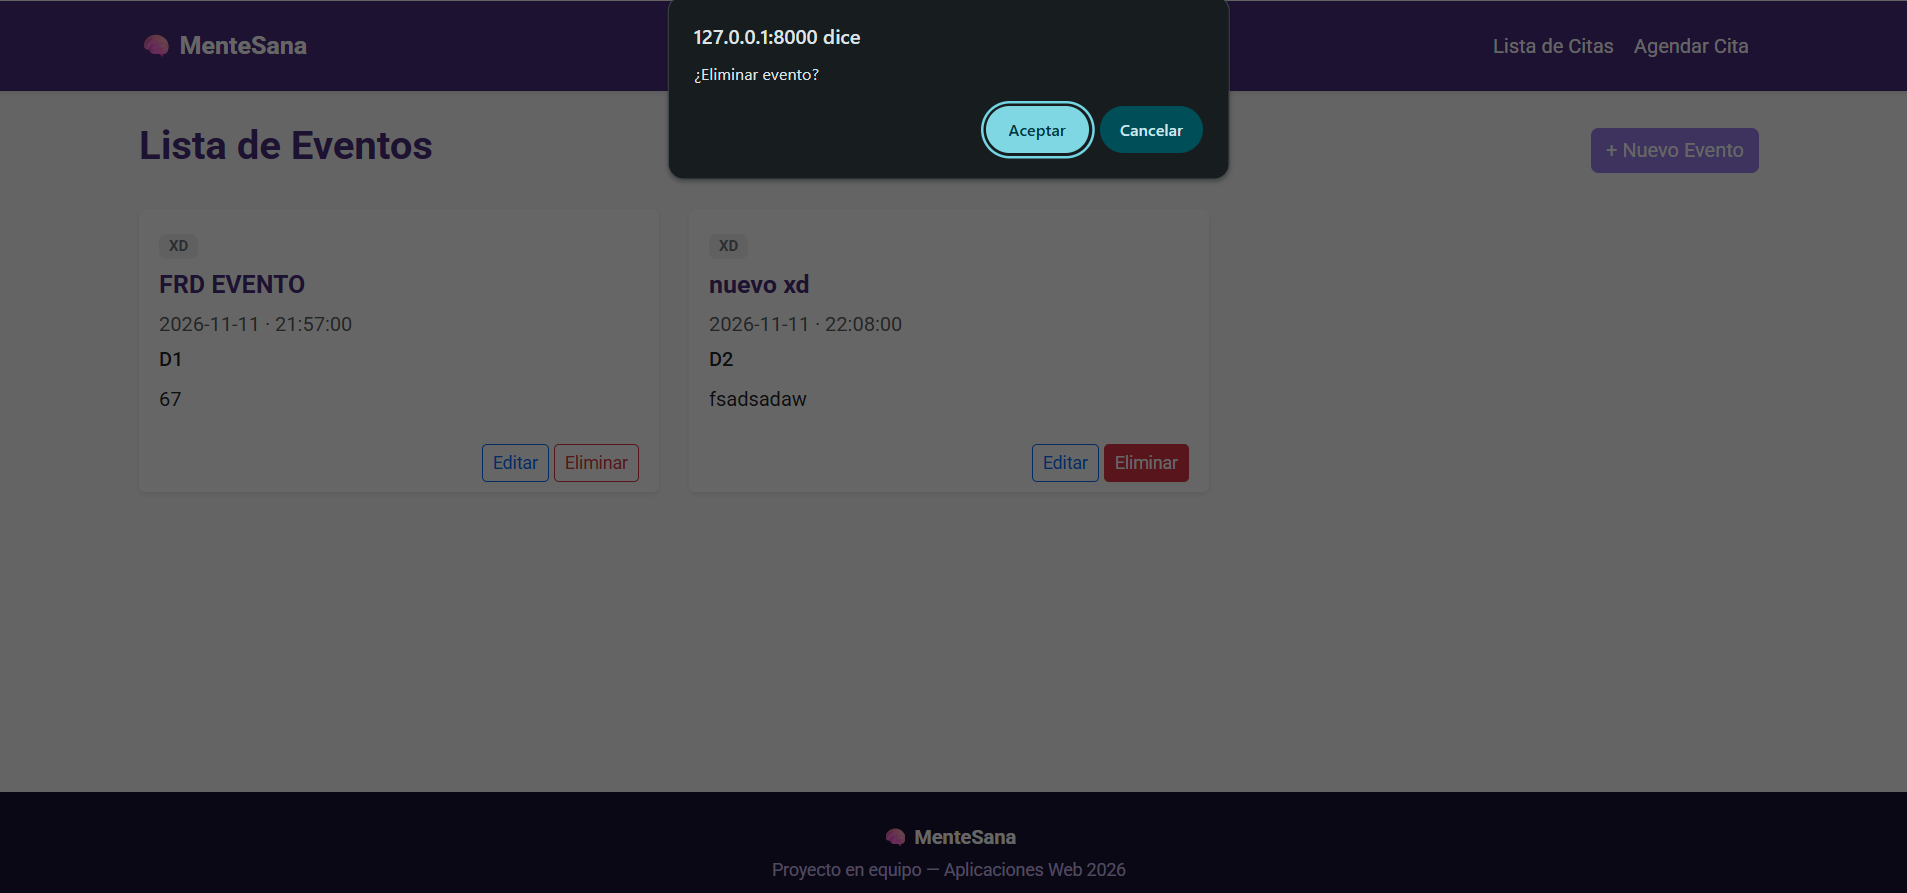 MenteSana
Lista de Citas
Agendar Cita
127.0.0.1:8000 dice
¿Eliminar evento?
Aceptar
Cancelar
Lista de Eventos
+ Nuevo Evento
XD
FRD EVENTO
2026-11-11 · 21:57:00
D1
67
Editar
Eliminar
XD
nuevo xd
2026-11-11 · 22:08:00
D2
fsadsadaw
Editar
Eliminar
MenteSana
Proyecto en equipo — Aplicaciones Web 2026